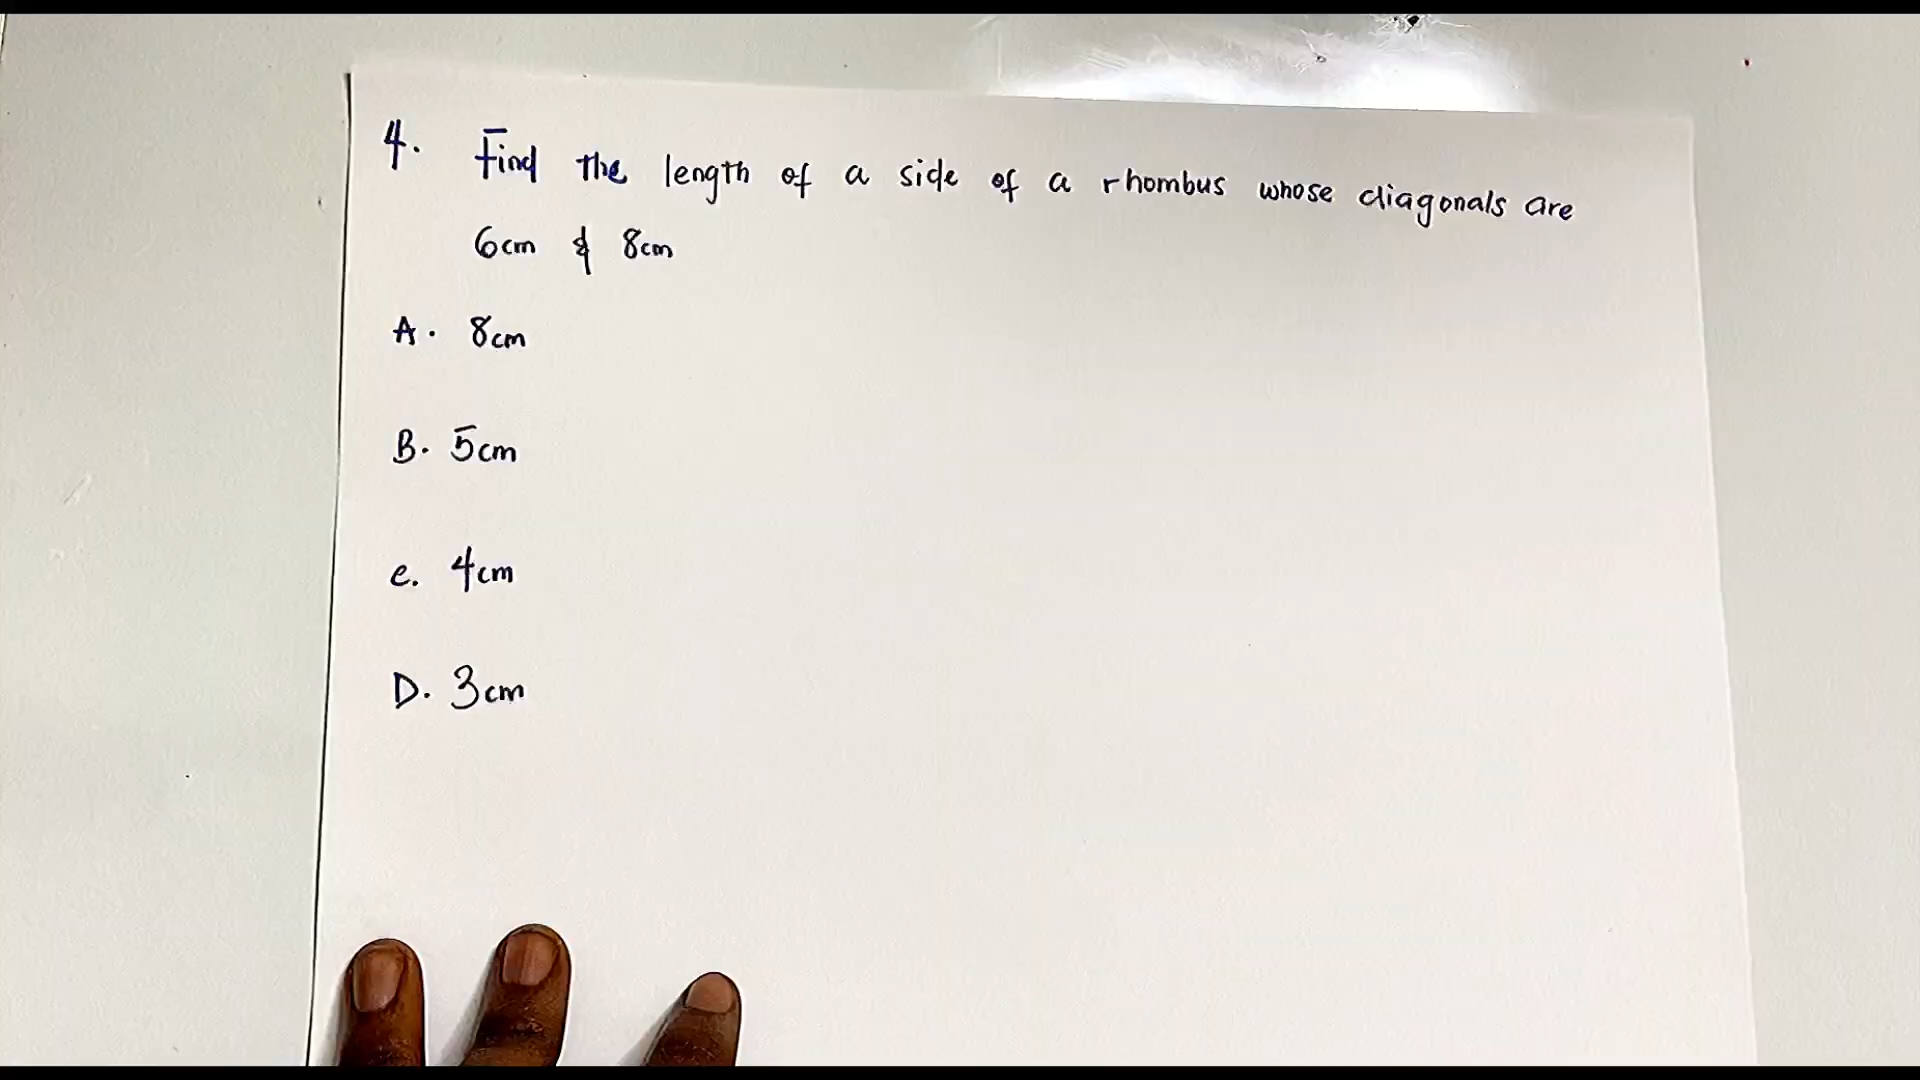 4. Find the length of a side of a rhombus whose diagonals are
6cm & 8cm
A. 8cm
B. 5cm
C. 4cm
D. 3cm